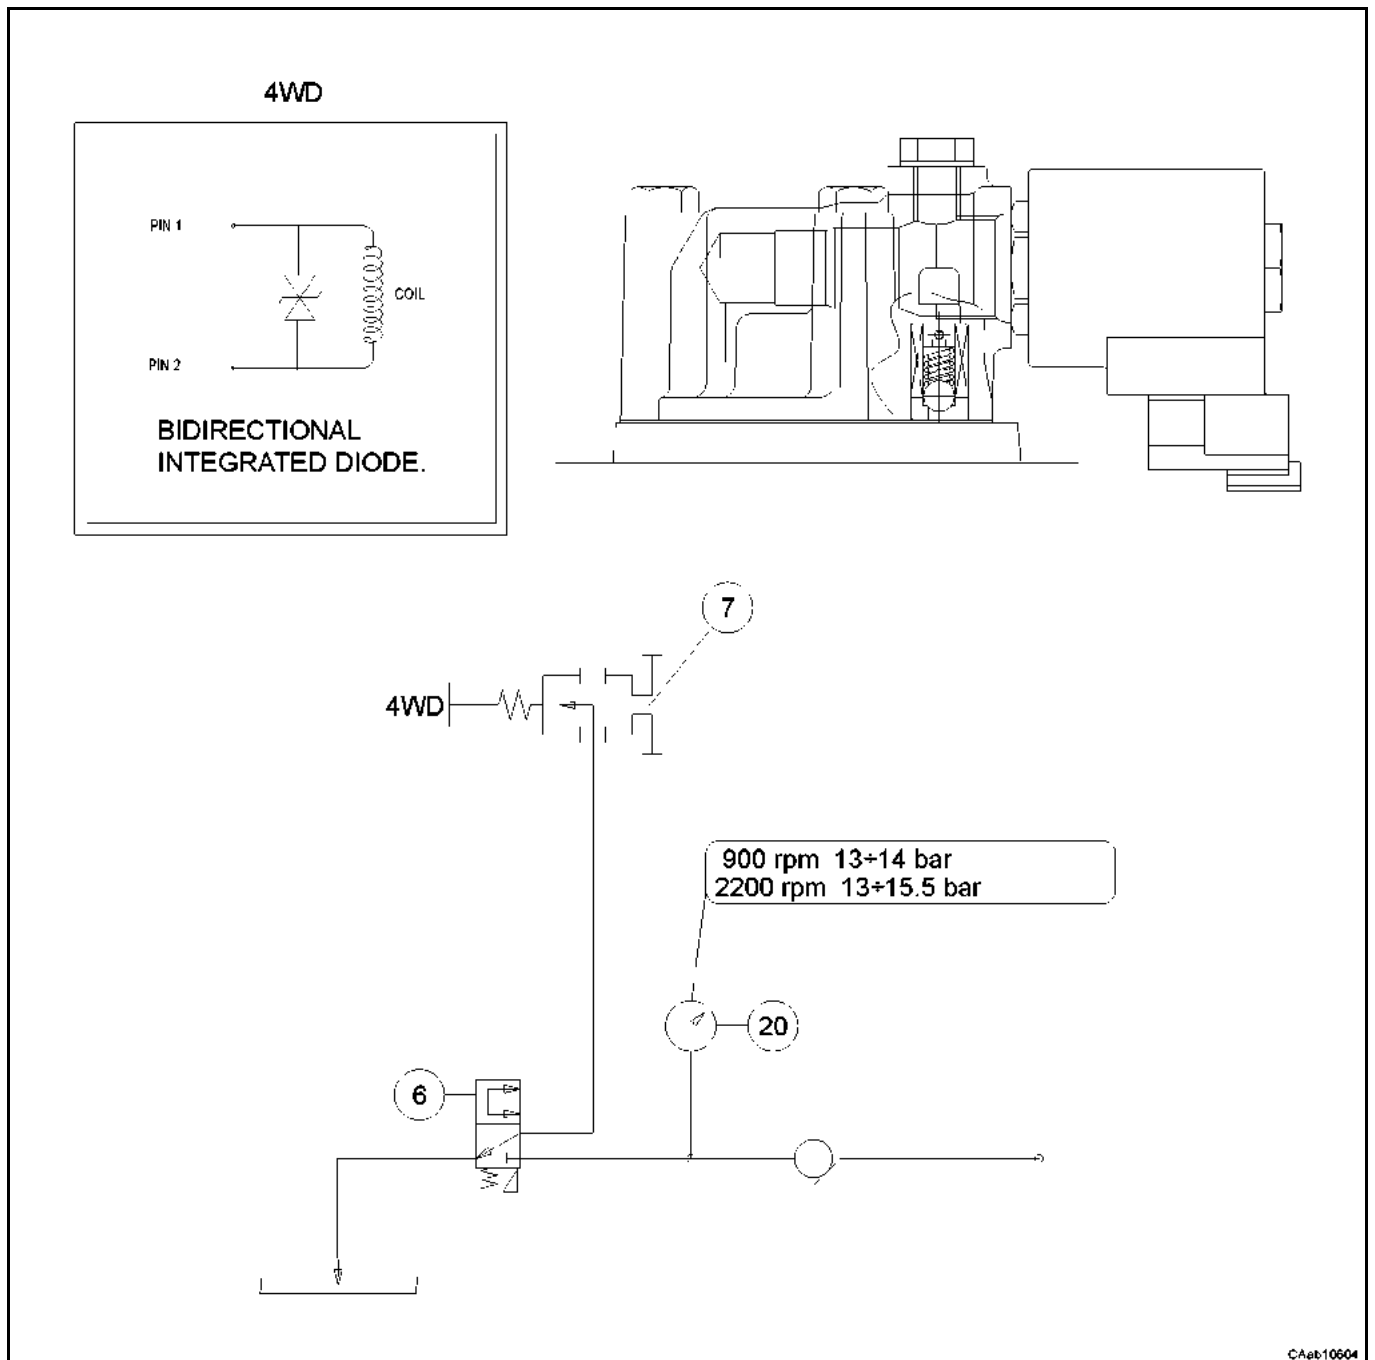 4WD
PIN 1
COIL
PIN 2
BIDIRECTIONAL
INTEGRATED DIODE.
7
4WD
900 rpm 13÷14 bar
2200 rpm 13÷15.5 bar
20
6
CAab10604